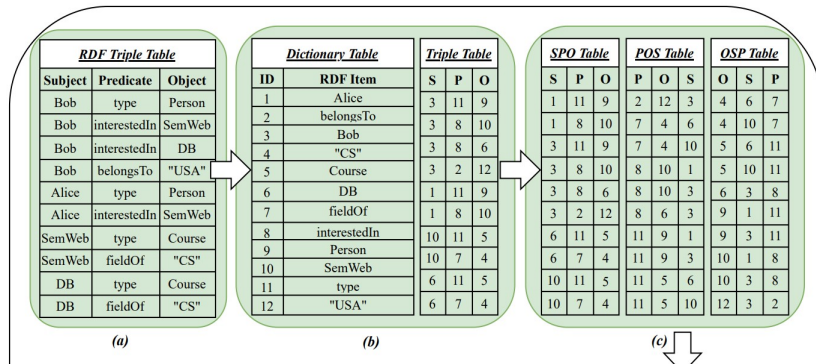 RDF Triple Table
Subject Predicate Object
Bob type Person
Bob interestedIn SemWeb
Bob interestedIn DB
Bob belongsTo "USA"
Alice type Person
Alice interestedIn SemWeb
SemWeb type Course
SemWeb fieldOf "CS"
DB type Course
DB fieldOf "CS"
(a)
Dictionary Table
ID RDF Item
1 Alice
2 belongsTo
3 Bob
4 "CS"
5 Course
6 DB
7 fieldOf
8 interestedIn
9 Person
10 SemWeb
11 type
12 "USA"
Triple Table
S P O
3 11 9
3 8 10
3 8 6
3 2 12
1 11 9
1 8 10
10 11 5
10 7 4
6 11 5
6 7 4
(b)
SPO Table
S P O
1 11 9
1 8 10
3 11 9
3 8 10
3 8 6
3 2 12
6 11 5
6 7 4
10 11 5
10 7 4
POS Table
P O S
2 12 3
7 4 6
7 4 10
8 10 1
8 10 3
8 6 3
11 9 1
11 9 3
11 5 6
11 5 10
OSP Table
O S P
4 6 7
4 10 7
5 6 11
5 10 11
6 3 8
9 1 11
9 3 11
10 1 8
10 3 8
12 3 2
(c)